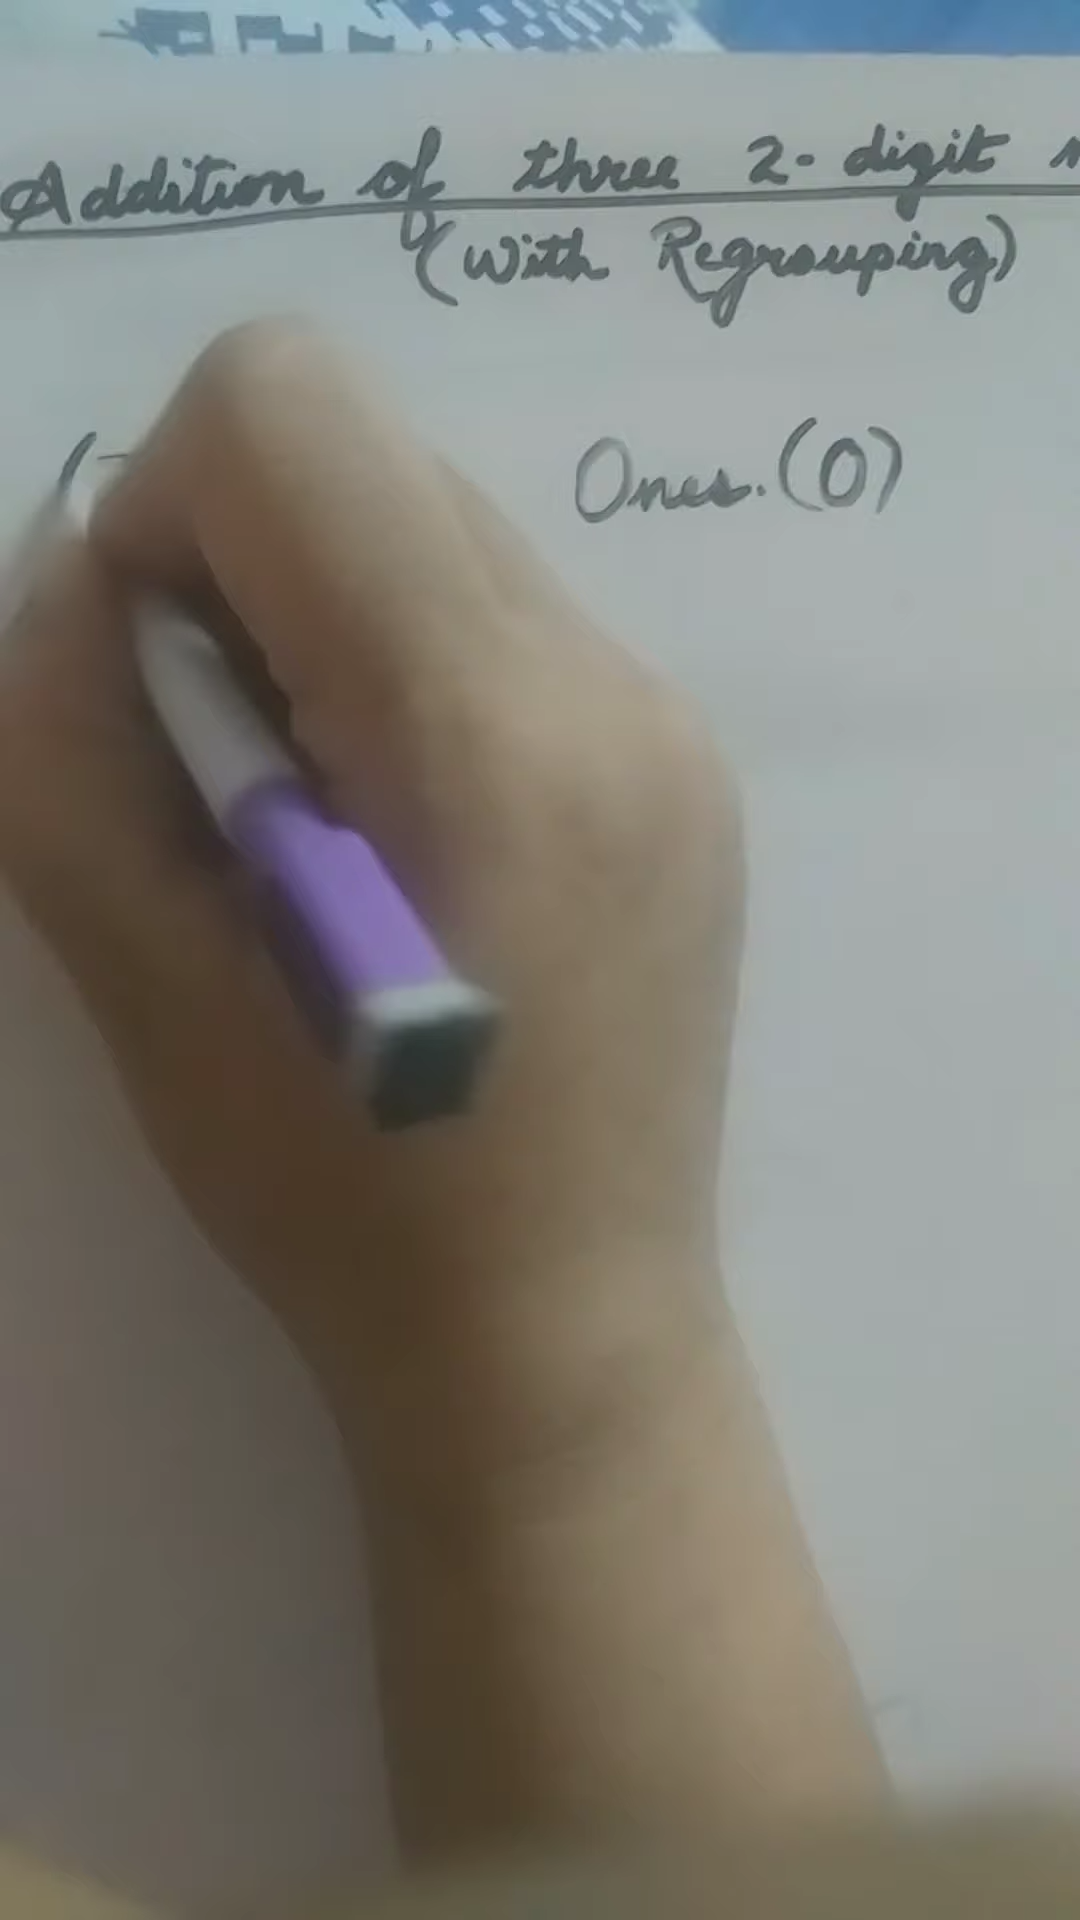 Addition of three 2-digit
(With Regrouping)
Ones.(O)